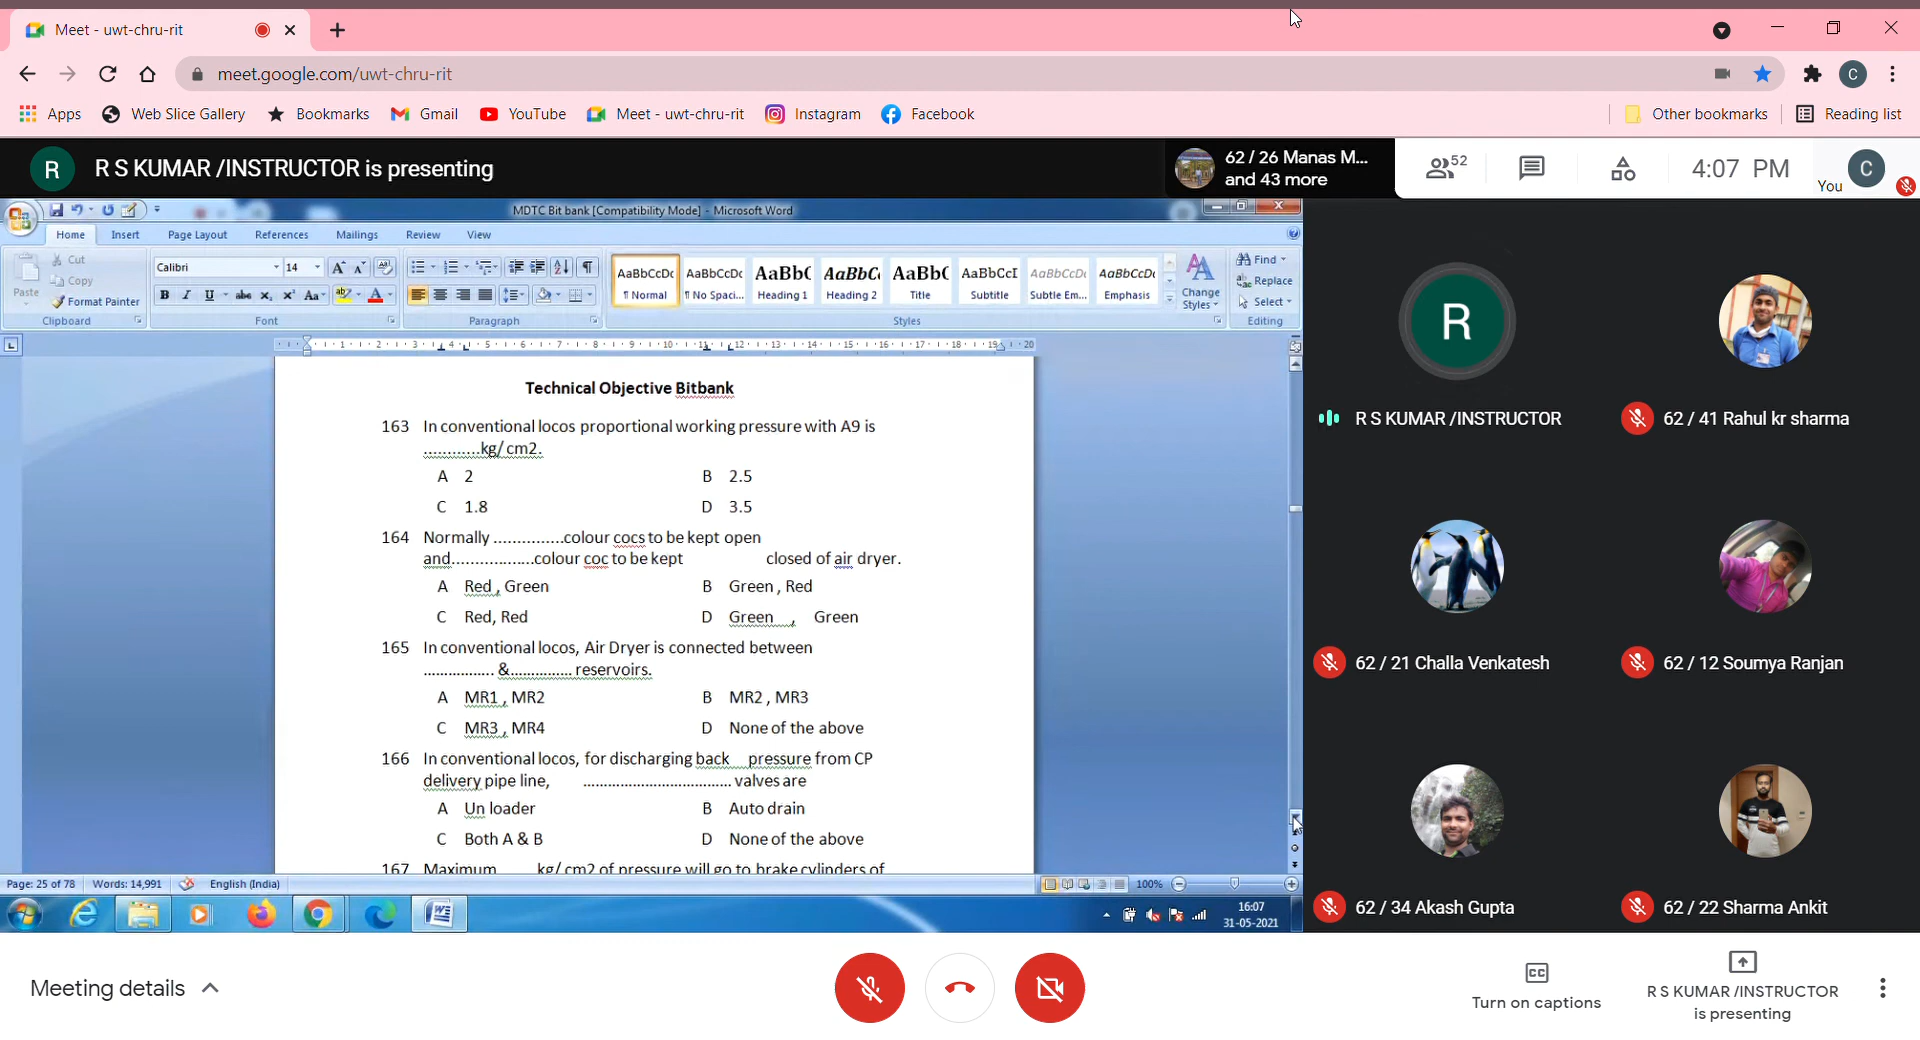 Meet - uwt-chru-rit
meet.google.com/uwt-chru-rit
C
Apps
Web Slice Gallery
Bookmarks
Gmail
YouTube
Meet - uwt-chru-rit
Instagram
Facebook
Other bookmarks
Reading list
R
R S KUMAR /INSTRUCTOR is presenting
62 / 26 Manas M...
and 43 more
52
4:07 PM
You
C
MDTC Bit bank [Compatibility Mode] - Microsoft Word
Home
Insert
Page Layout
References
Mailings
Review
View
Paste
Cut
Copy
Format Painter
Clipboard
Calibri
14
Font
Paragraph
AaBbCcDc
¶ Normal
AaBbCcDc
¶ No Spaci...
AaBbC
Heading 1
AaBbC
Heading 2
AaBbC
Title
AaBbCcI
Subtitle
AaBbCcDc
Subtle Em...
AaBbCcDc
Emphasis
Change
Styles
Styles
Find
Replace
Select
Editing
Technical Objective Bitbank
163 In conventional locos proportional working pressure with A9 is
............kg/ cm2.
A 2 B 2.5
C 1.8 D 3.5
164 Normally ...............colour cocs to be kept open
and..................colour coc to be kept closed of air dryer.
A Red , Green B Green , Red
C Red, Red D Green , Green
165 In conventional locos, Air Dryer is connected between
................ &.............. reservoirs.
A MR1 , MR2 B MR2 , MR3
C MR3 , MR4 D None of the above
166 In conventional locos, for discharging back pressure from CP
delivery pipe line, .................................. valves are
A Un loader B Auto drain
C Both A & B D None of the above
167 Maximum kg/ cm2 of pressure will go to brake cylinders of
Page: 25 of 78
Words: 14,991
English (India)
100%
16:07
31-05-2021
R
R S KUMAR /INSTRUCTOR
62 / 41 Rahul kr sharma
62 / 21 Challa Venkatesh
62 / 12 Soumya Ranjan
62 / 34 Akash Gupta
62 / 22 Sharma Ankit
Meeting details
Turn on captions
R S KUMAR /INSTRUCTOR
is presenting